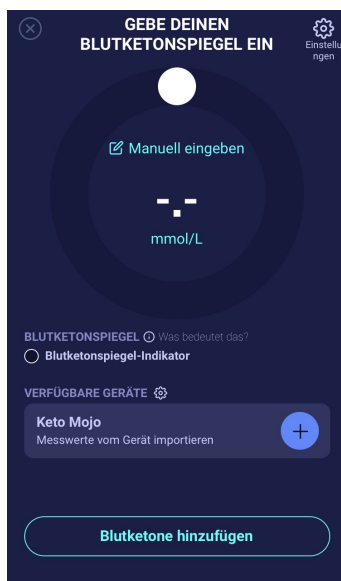 GEBE DEINEN
BLUTKETONSPIEGEL EIN
Einstellu
ngen
Manuell eingeben
-.-
mmol/L
BLUTKETONSPIEGEL Was bedeutet das?
Blutketonspiegel-Indikator
VERFÜGBARE GERÄTE
Keto Mojo
Messwerte vom Gerät importieren
Blutketone hinzufügen